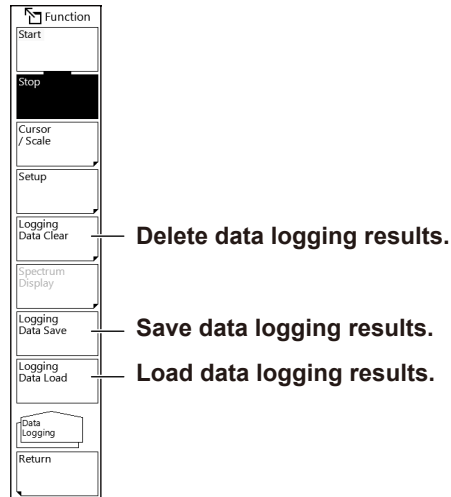 Function
Start
Stop
Cursor
/ Scale
Setup
Logging
Data Clear
Delete data logging results.
Spectrum
Display
Logging
Data Save
Save data logging results.
Logging
Data Load
Load data logging results.
Data
Logging
Return